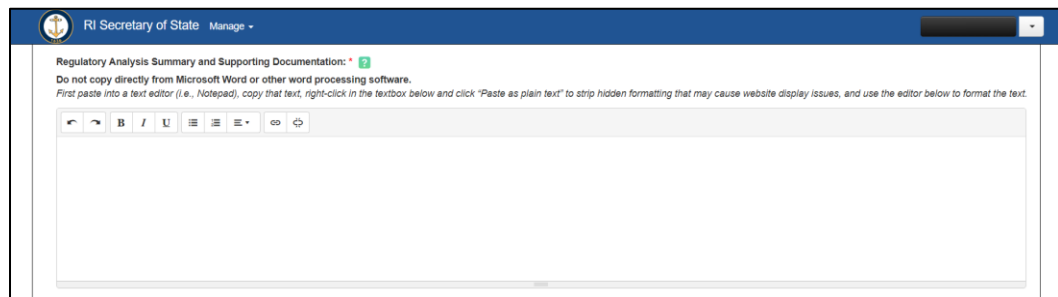 RI Secretary of State Manage
Regulatory Analysis Summary and Supporting Documentation: * ?
Do not copy directly from Microsoft Word or other word processing software.
First paste into a text editor (i.e., Notepad), copy that text, right-click in the textbox below and click "Paste as plain text" to strip hidden formatting that may cause website display issues, and use the editor below to format the text.
B I U